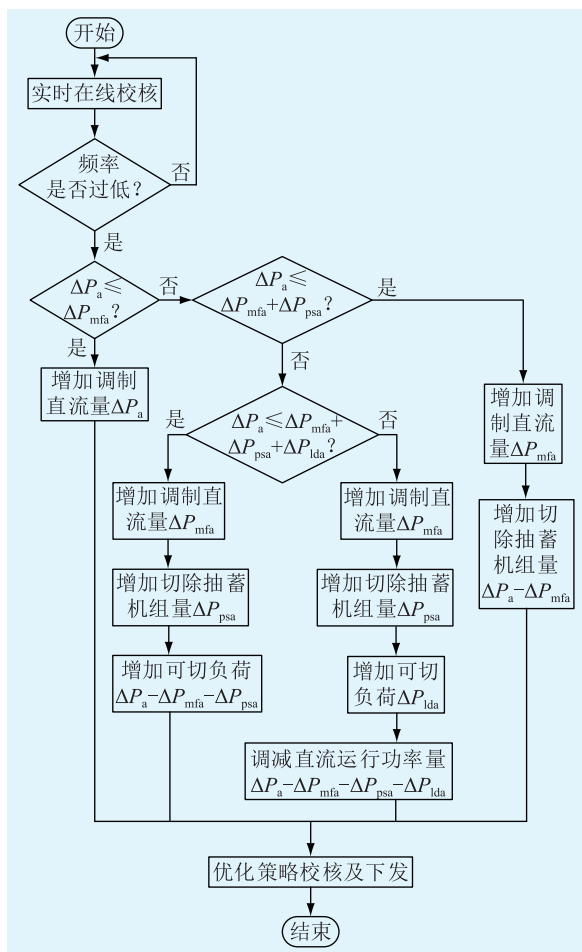 开始
实时在线校核
频率
是否过低？
否
是
ΔPa≤
ΔPmfa？
否
ΔPa≤
ΔPmfa+ΔPpsa？
是
是
增加调制
直流量ΔPa
否
ΔPa≤ΔPmfa+
ΔPpsa+ΔPlda？
是
否
增加调
制直流
量ΔPmfa
增加切
除抽蓄
机组量
ΔPa−ΔPmfa
增加调制直
流量ΔPmfa
增加切除抽蓄
机组量ΔPpsa
增加可切负荷
ΔPa−ΔPmfa−ΔPpsa
增加调制直
流量ΔPmfa
增加切除抽蓄
机组量ΔPpsa
增加可切
负荷ΔPlda
调减直流运行功率量
ΔPa−ΔPmfa−ΔPpsa−ΔPlda
优化策略校核及下发
结束